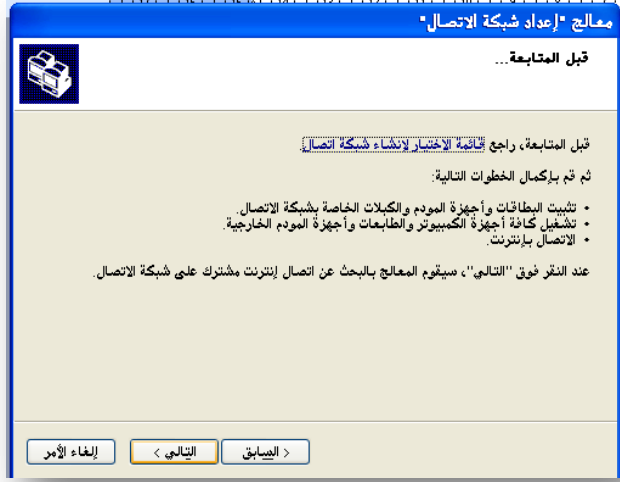 معالج "إعداد شبكة الاتصال"
قبل المتابعة...
قبل المتابعة، راجع قائمة الاختيار لإنشاء شبكة اتصال.
ثم قم بإكمال الخطوات التالية:
• تثبيت البطاقات وأجهزة المودم والكبلات الخاصة بشبكة الاتصال.
• تشغيل كافة أجهزة الكمبيوتر والطابعات وأجهزة المودم الخارجية.
• الاتصال بإنترنت.
عند النقر فوق "التالي"، سيقوم المعالج بالبحث عن اتصال إنترنت مشترك على شبكة الاتصال.
< السابق
التالي >
إلغاء الأمر